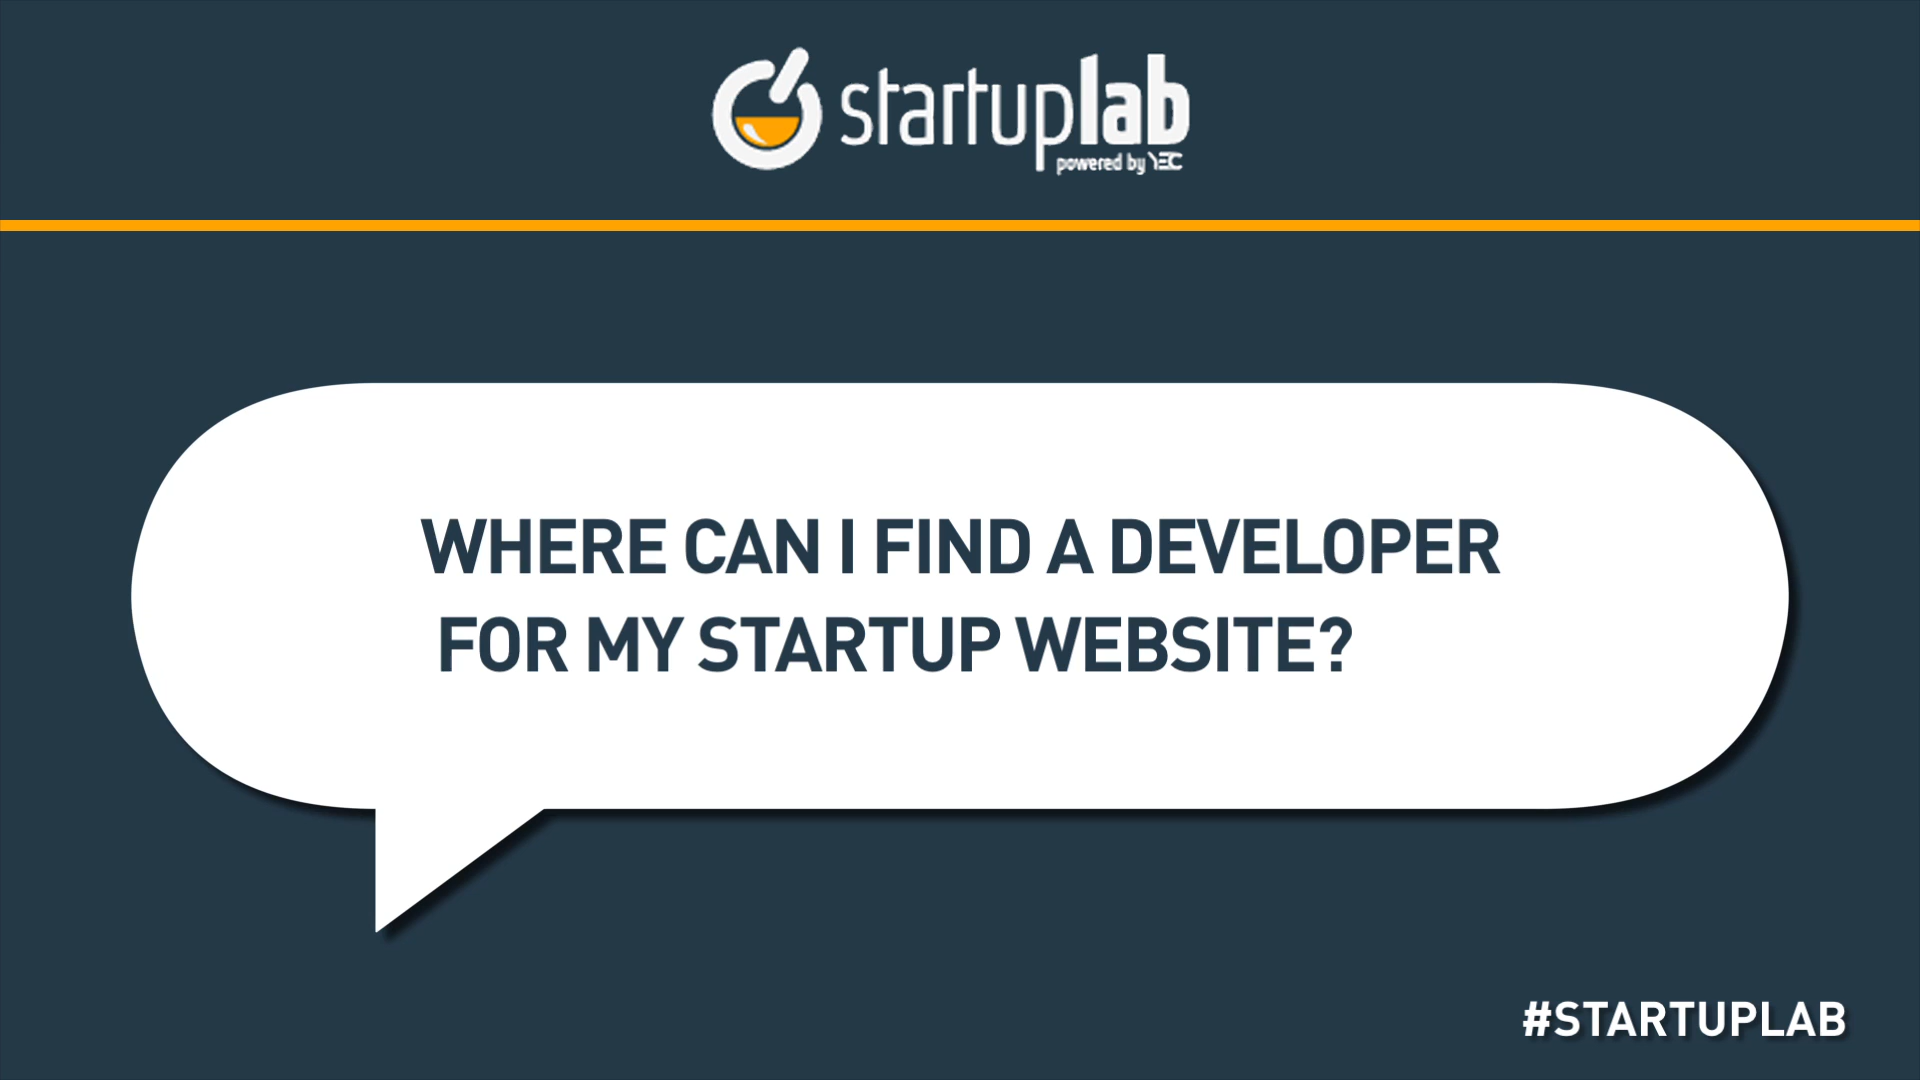 startuplab
powered by YEC
WHERE CAN I FIND A DEVELOPER
FOR MY STARTUP WEBSITE?
#STARTUPLAB